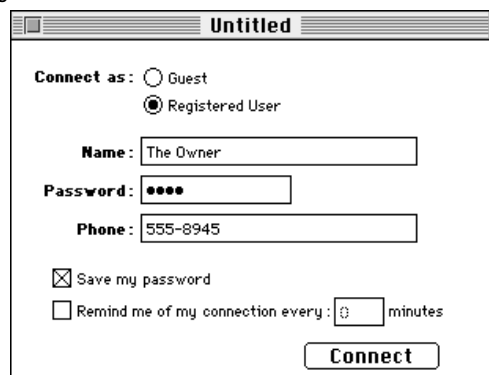 Untitled
Connect as: Guest
Registered User
Name: The Owner
Password: ●●●●
Phone: 555-8945
Save my password
Remind me of my connection every: 0 minutes
Connect